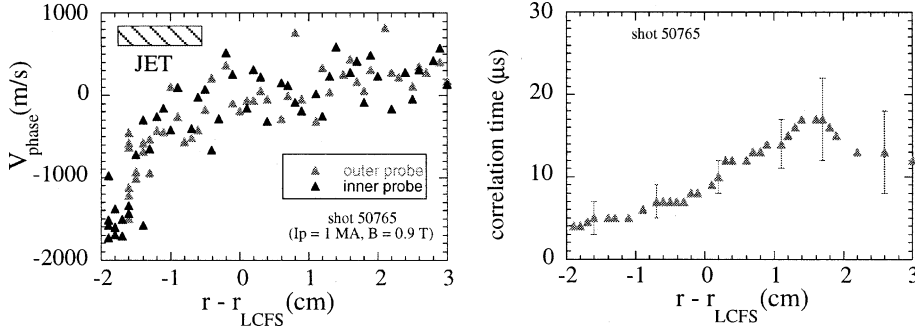 1000
0
-1000
-2000
V phase (m/s)
JET
outer probe
inner probe
shot 50765
(Ip = 1 MA, B = 0.9 T)
-2 -1 0 1 2 3
r - r LCFS (cm)
30
20
10
0
correlation time (μs)
shot 50765
-2 -1 0 1 2 3
r - r LCFS (cm)